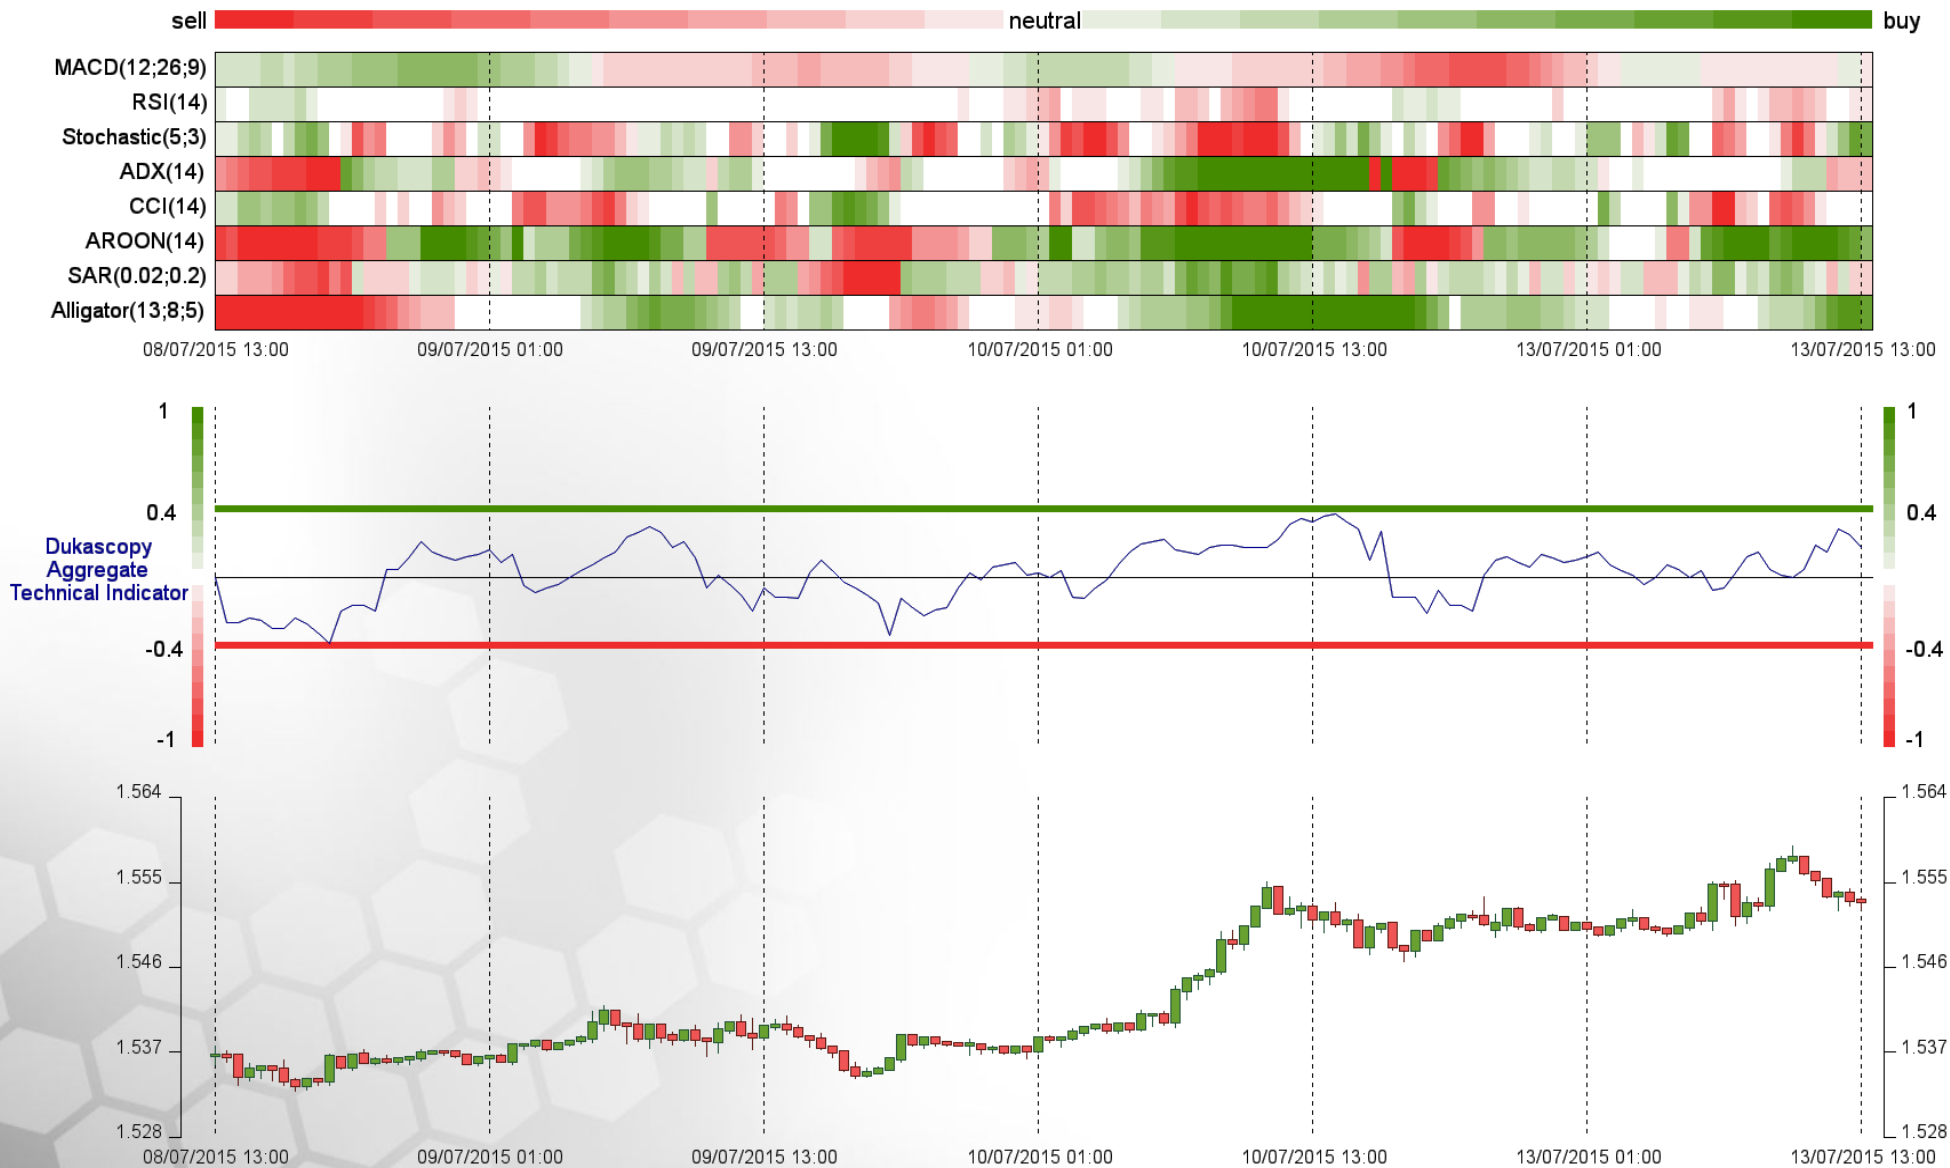 sell neutral buy
MACD(12;26;9)
RSI(14)
Stochastic(5;3)
ADX(14)
CCI(14)
AROON(14)
SAR(0.02;0.2)
Alligator(13;8;5)
08/07/2015 13:00 09/07/2015 01:00 09/07/2015 13:00 10/07/2015 01:00 10/07/2015 13:00 13/07/2015 01:00 13/07/2015 13:00
1 1
0.4 0.4
Dukascopy
Aggregate
Technical Indicator
-0.4 -0.4
-1 -1
1.564 1.564
1.555 1.555
1.546 1.546
1.537 1.537
1.528 1.528
08/07/2015 13:00 09/07/2015 01:00 09/07/2015 13:00 10/07/2015 01:00 10/07/2015 13:00 13/07/2015 01:00 13/07/2015 13:00